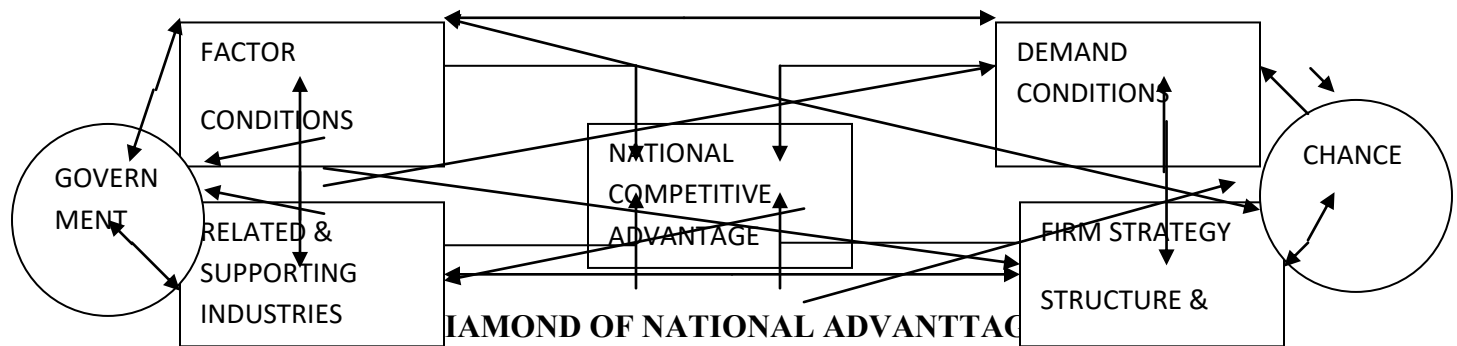 FACTOR
CONDITIONS
DEMAND
CONDITIONS
GOVERN
MENT
NATIONAL
COMPETITIVE
ADVANTAGE
CHANCE
RELATED &
SUPPORTING
INDUSTRIES
FIRM STRATEGY
STRUCTURE &
IAMOND OF NATIONAL ADVANTTAG